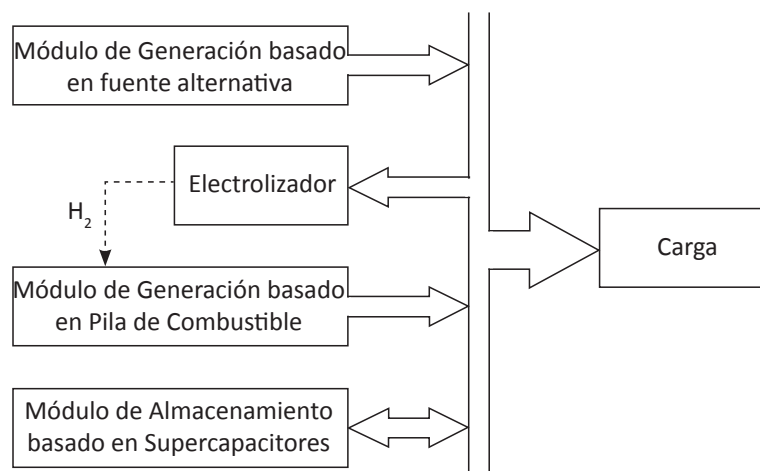 Módulo de Generación basado
en fuente alternativa
Electrolizador
H2
Carga
Módulo de Generación basado
en Pila de Combustible
Módulo de Almacenamiento
basado en Supercapacitores